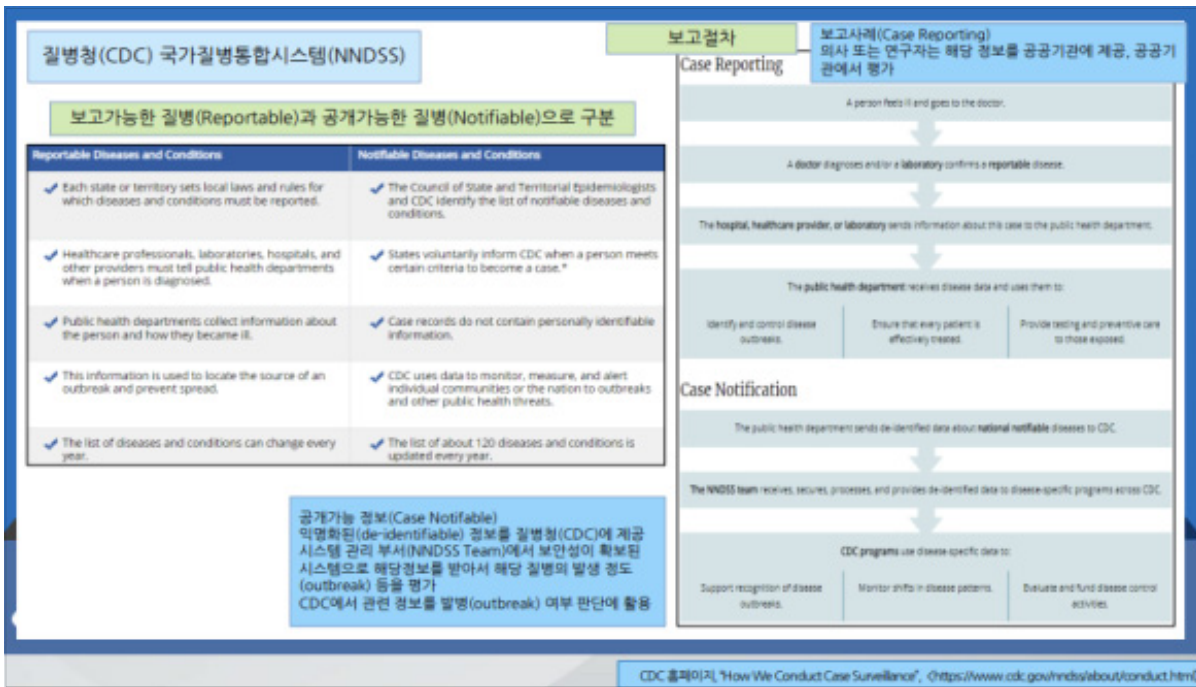 질병청(CDC) 국가질병통합시스템(NNDSS)
보고가능한 질병(Reportable)과 공개가능한 질병(Notifiable)으로 구분
Reportable Diseases and Conditions
Each state or territory sets local laws and rules for
which diseases and conditions must be reported.
Healthcare professionals, laboratories, hospitals, and
other providers must tell public health departments
when a person is diagnosed.
Public health departments collect information about
the person and how they became ill.
This information is used to locate the source of an
outbreak and prevent spread.
The list of diseases and conditions can change every
year.
Notifiable Diseases and Conditions
The Council of State and Territorial Epidemiologists
and CDC identify the list of notifiable diseases and
conditions.
States voluntarily inform CDC when a person meets
certain criteria to become a case.*
Case records do not contain personally identifiable
information.
CDC uses data to monitor, measure, and alert
individual communities or the nation to outbreaks
and other public health threats.
The list of about 120 diseases and conditions is
updated every year.
공개가능 정보(Case Notifable)
익명화된(de-identifiable) 정보를 질병청(CDC)에 제공
시스템 관리 부서(NNDSS Team)에서 보안성이 확보된
시스템으로 해당정보를 받아서 해당 질병의 발생 정도
(outbreak) 등을 평가
CDC에서 관련 정보를 발병(outbreak) 여부 판단에 활용
보고절차
보고사례(Case Reporting)
의사 또는 연구자는 해당 정보를 공공기관에 제공, 공공기
관에서 평가
Case Reporting
A person feels ill and goes to the doctor.
A doctor diagnoses and/or a laboratory confirms a reportable disease.
The hospital, healthcare provider, or laboratory sends information about this case to the public health department.
The public health department receives disease data and uses them to:
Identify and control disease
outbreaks.
Ensure that every patient is
effectively treated.
Provide testing and preventive care
to those exposed.
Case Notification
The public health department sends de-identified data about national notifiable diseases to CDC.
The NNDSS team receives, secures, processes, and provides de-identified data to disease-specific programs across CDC.
CDC programs use disease-specific data to:
Support recognition of disease
outbreaks.
Monitor shifts in disease patterns.
Evaluate and fund disease control
activities.
CDC 홈페이지, "How We Conduct Case Surveillance", <https://www.cdc.gov/nndss/about/conduct.html